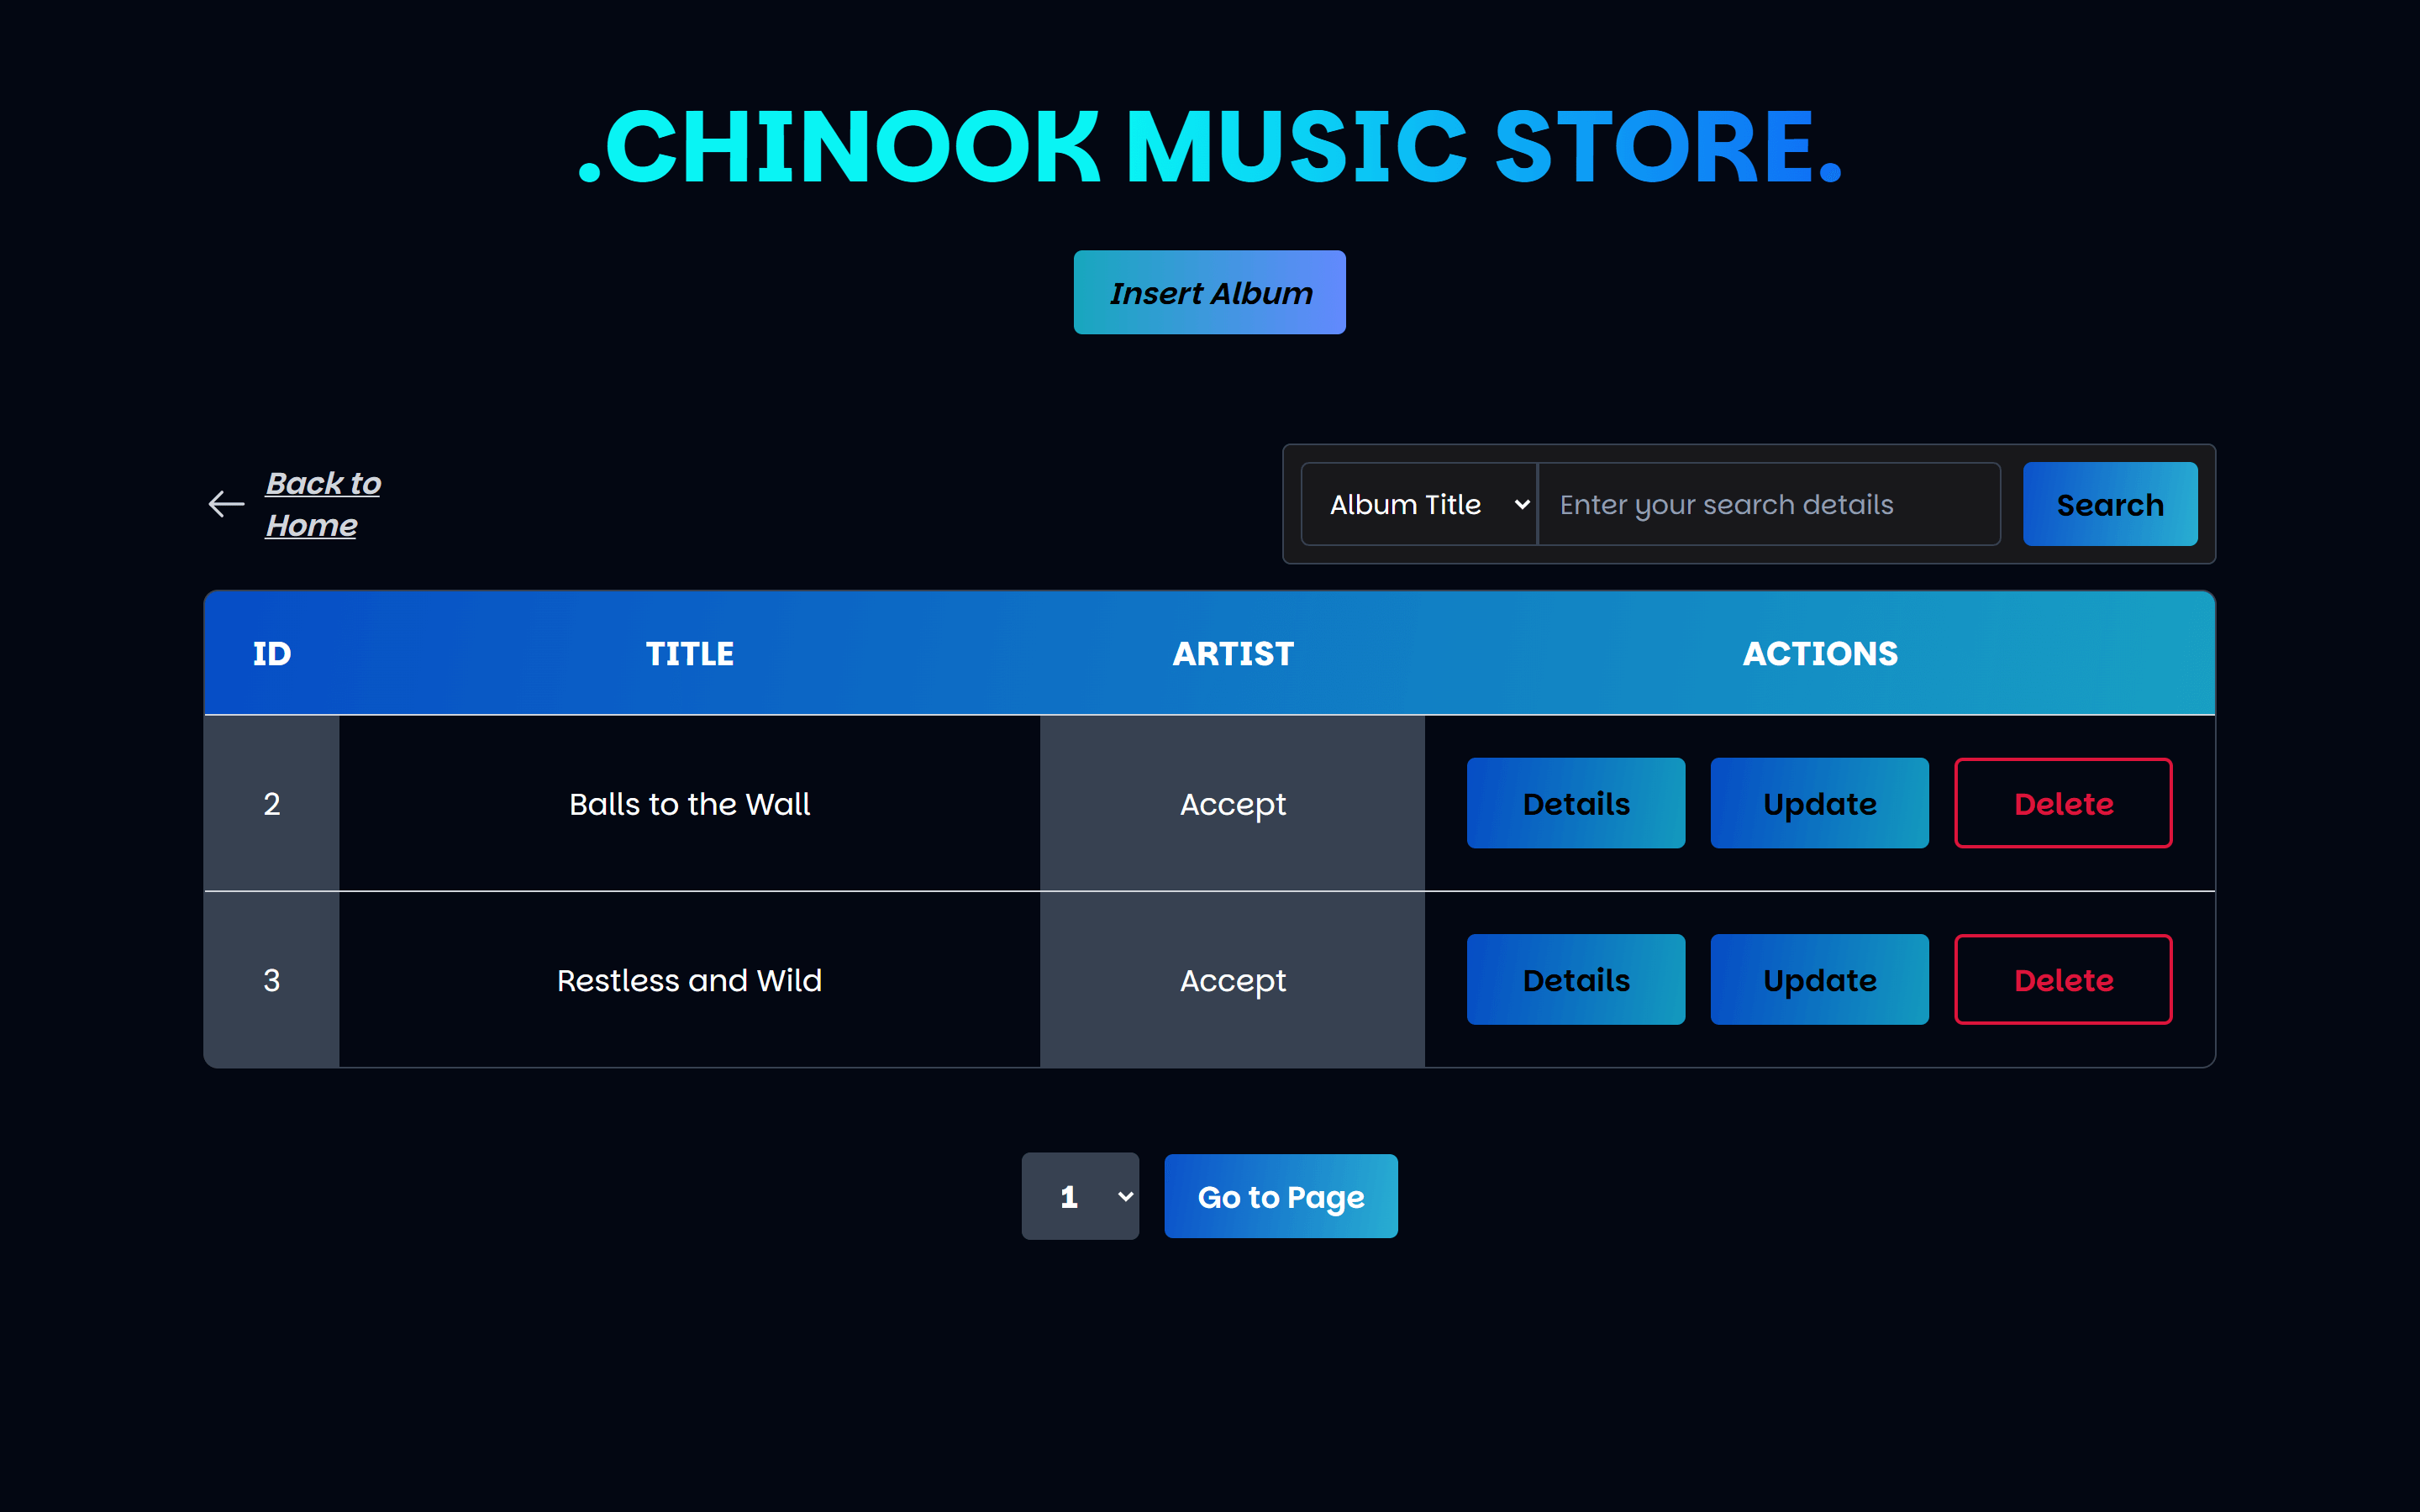 .CHINOOK MUSIC STORE.
Insert Album
Back to
Home
Album Title
Enter your search details
Search
ID TITLE ARTIST ACTIONS
2 Balls to the Wall Accept Details Update Delete
3 Restless and Wild Accept Details Update Delete
1 Go to Page